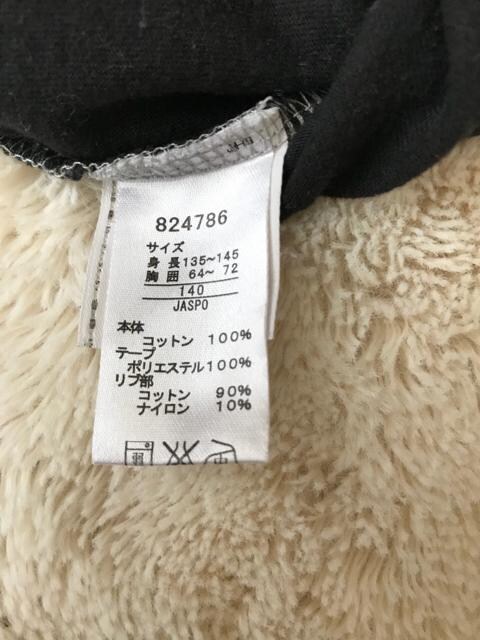 824786
サイズ
身長135~145
胸囲 64~ 72
140
JASPO
本体
コットン 100%
テープ
ポリエステル100%
リブ部
コットン 90%
ナイロン 10%